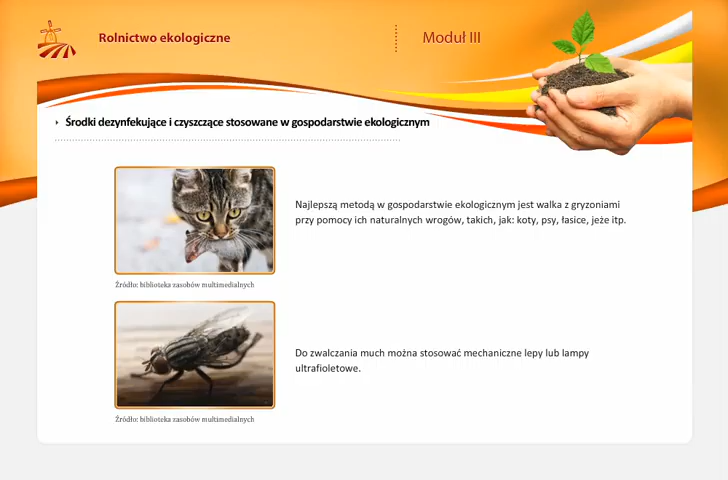 Rolnictwo ekologiczne
Moduł III
Środki dezynfekujące i czyszczące stosowane w gospodarstwie ekologicznym
Najlepszą metodą w gospodarstwie ekologicznym jest walka z gryzoniami
przy pomocy ich naturalnych wrogów, takich, jak: koty, psy, łasice, jeże itp.
Źródło: biblioteka zasobów multimedialnych
Do zwalczania much można stosować mechaniczne lepy lub lampy
ultrafioletowe.
Źródło: biblioteka zasobów multimedialnych